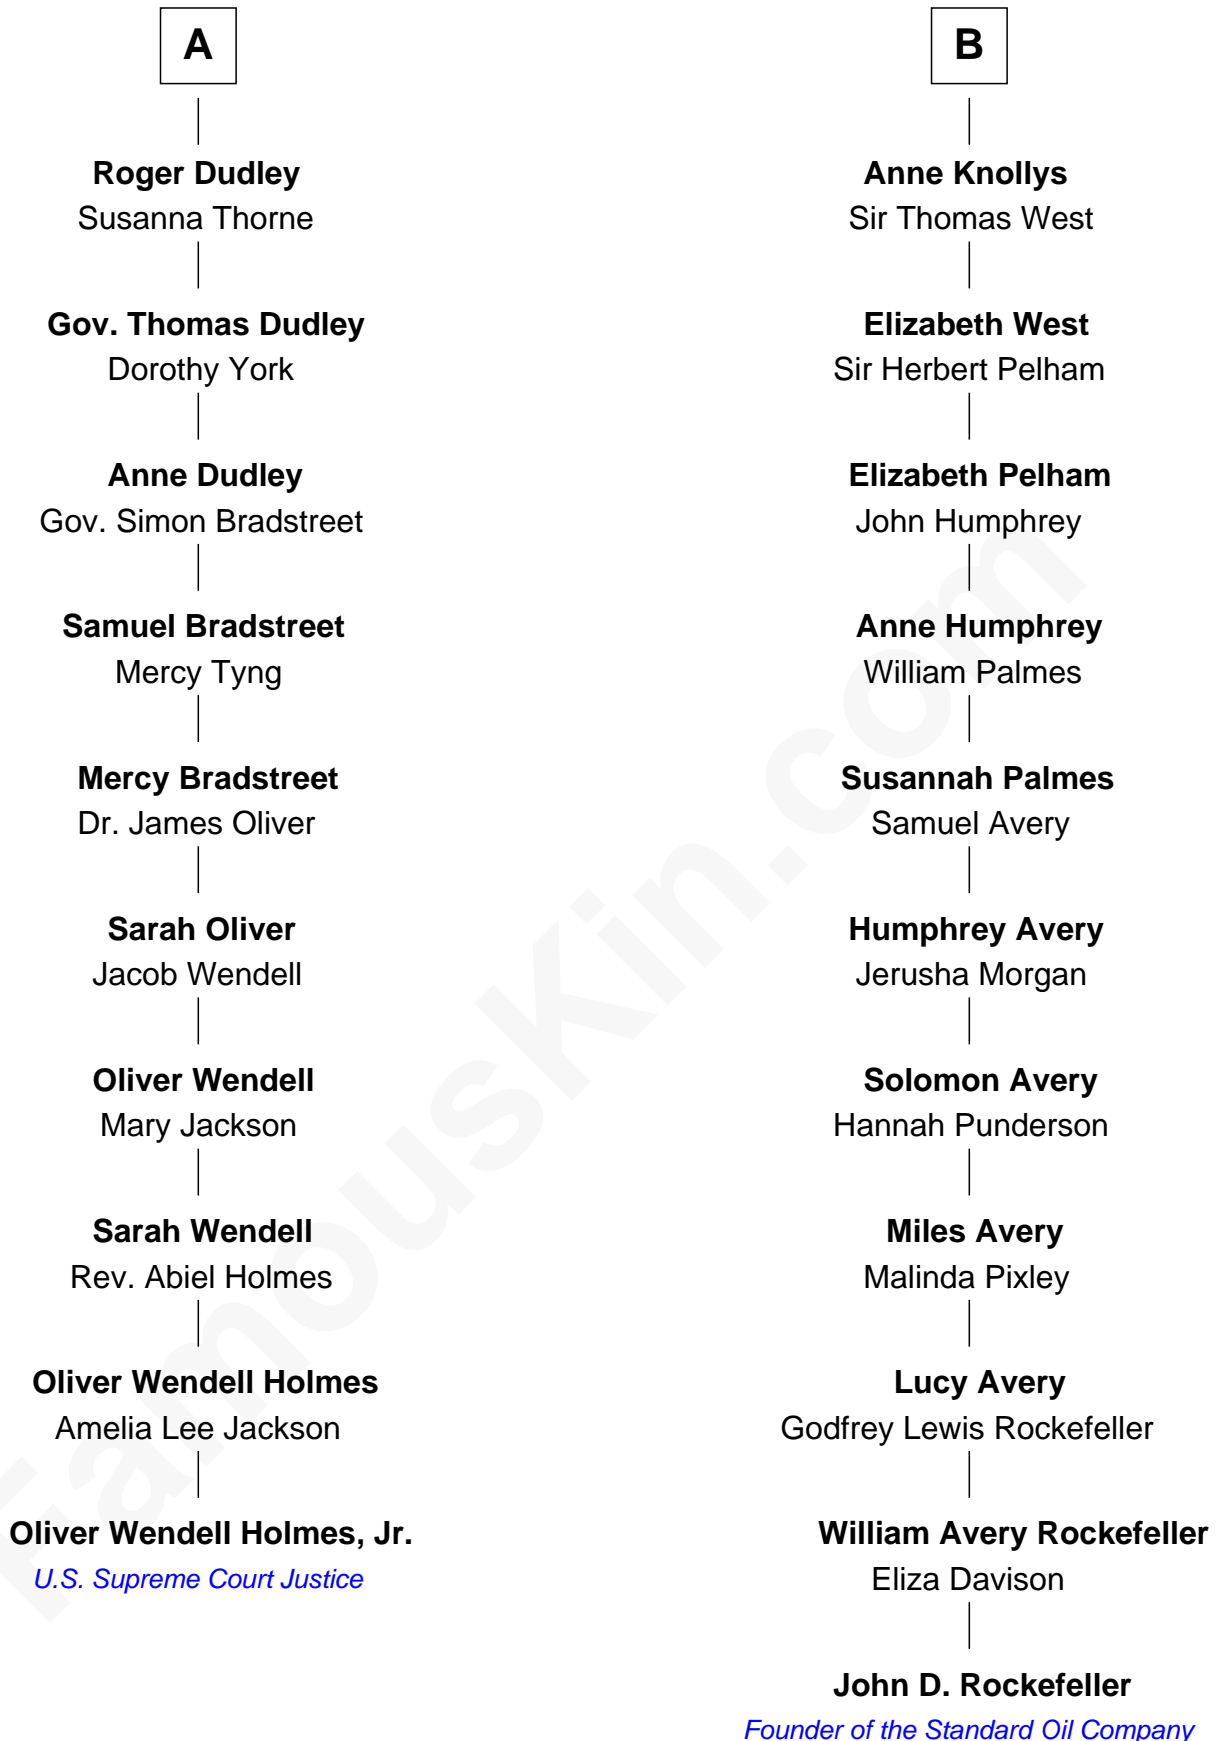 A
Roger Dudley
Susanna Thorne
Gov. Thomas Dudley
Dorothy York
Anne Dudley
Gov. Simon Bradstreet
Samuel Bradstreet
Mercy Tyng
Mercy Bradstreet
Dr. James Oliver
Sarah Oliver
Jacob Wendell
Oliver Wendell
Mary Jackson
Sarah Wendell
Rev. Abiel Holmes
Oliver Wendell Holmes
Amelia Lee Jackson
Oliver Wendell Holmes, Jr.
U.S. Supreme Court Justice
B
Anne Knollys
Sir Thomas West
Elizabeth West
Sir Herbert Pelham
Elizabeth Pelham
John Humphrey
Anne Humphrey
William Palmes
Susannah Palmes
Samuel Avery
Humphrey Avery
Jerusha Morgan
Solomon Avery
Hannah Punderson
Miles Avery
Malinda Pixley
Lucy Avery
Godfrey Lewis Rockefeller
William Avery Rockefeller
Eliza Davison
John D. Rockefeller
Founder of the Standard Oil Company
FamousKin.com